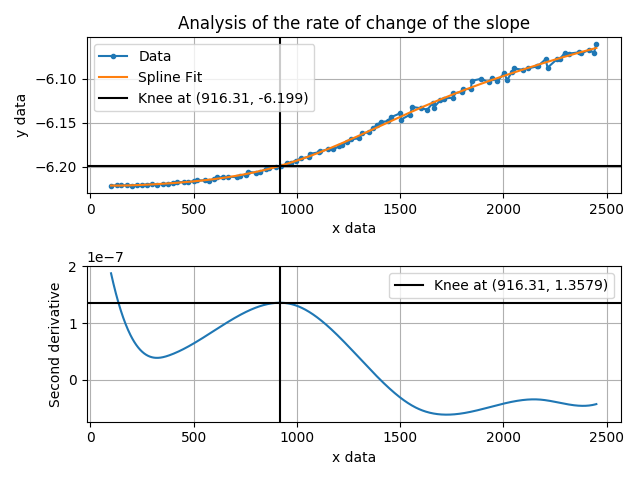 Analysis of the rate of change of the slope
Data
Spline Fit
Knee at (916.31, -6.199)
y data
−6.10
−6.15
−6.20
0 500 1000 1500 2000 2500
x data
1e−7
Knee at (916.31, 1.3579)
Second derivative
2
1
0
0 500 1000 1500 2000 2500
x data